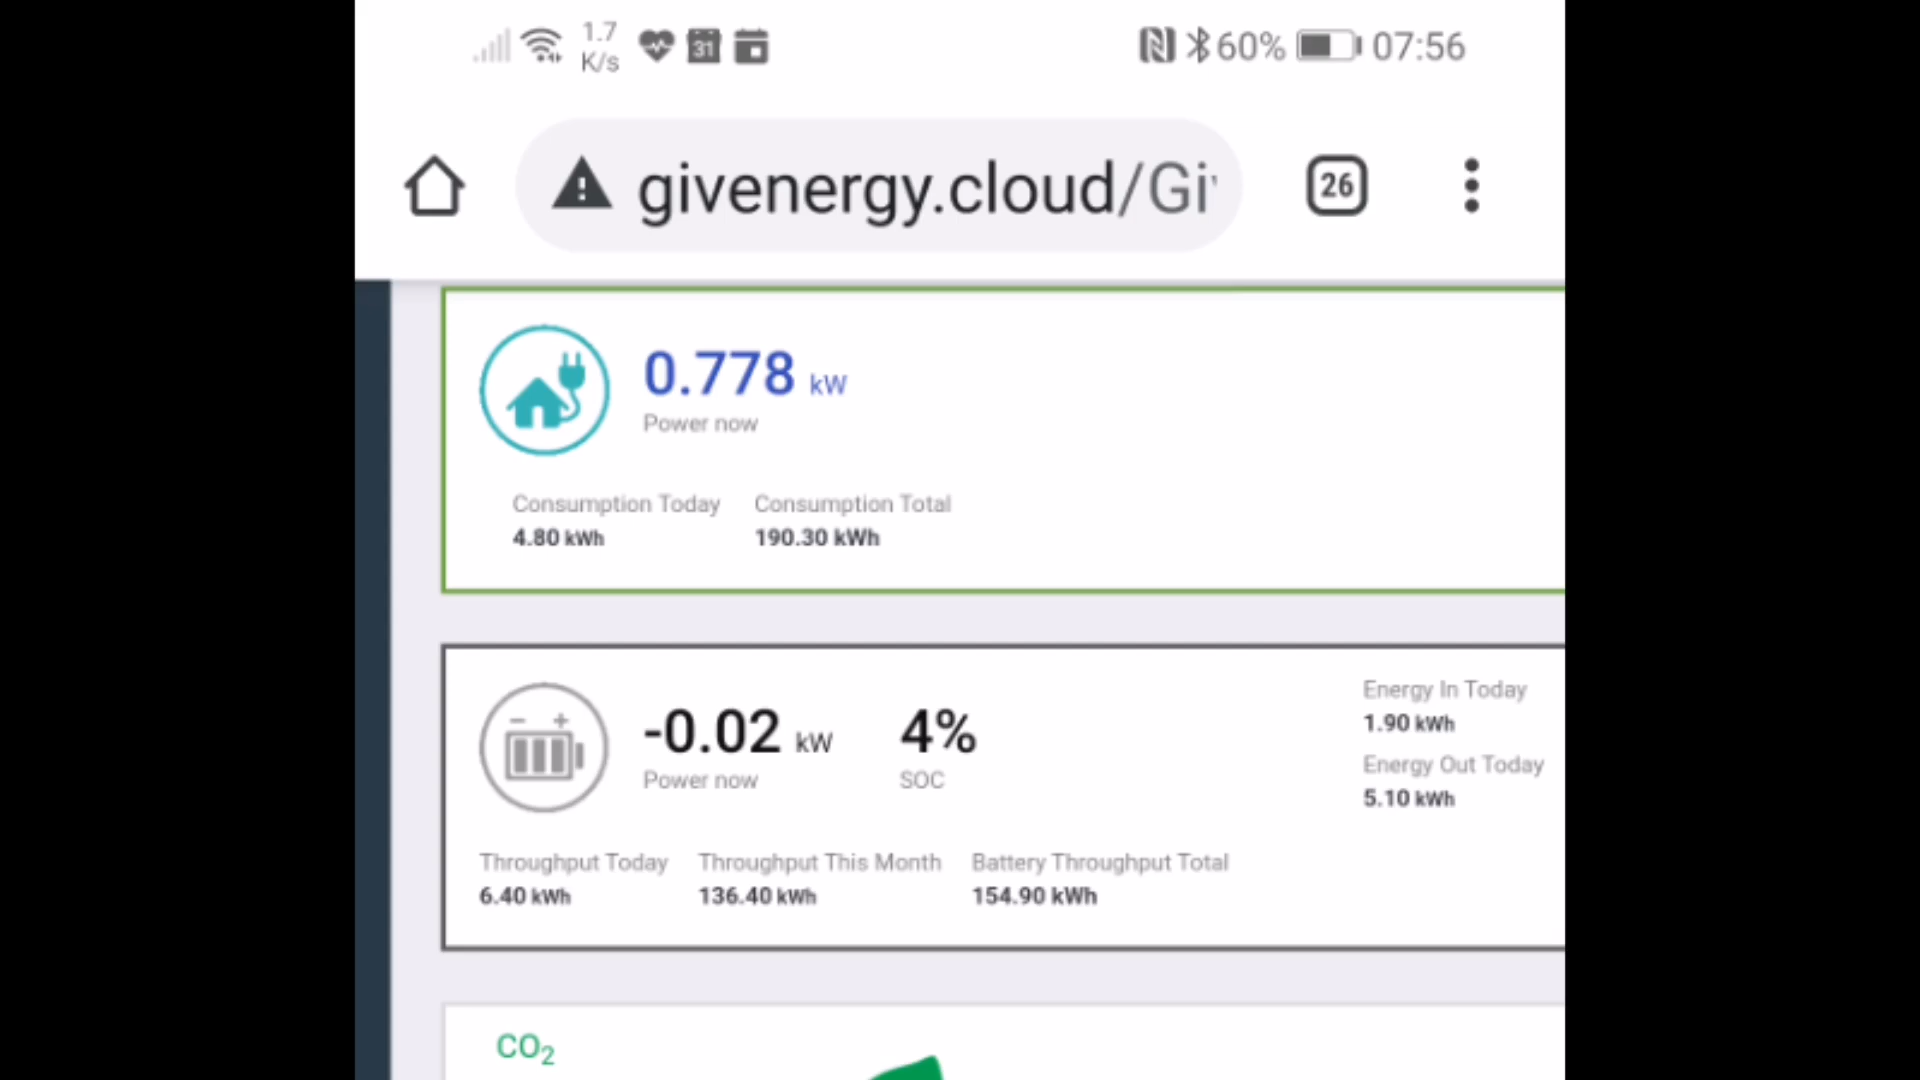 1.7
K/s
31
60%
07:56
givenergy.cloud/Gi
26
0.778 kW
Power now
Consumption Today
Consumption Total
4.80 kWh
190.30 kWh
-0.02 kW
4%
Power now
SOC
Energy In Today
1.90 kWh
Energy Out Today
5.10 kWh
Throughput Today
Throughput This Month
Battery Throughput Total
6.40 kWh
136.40 kWh
154.90 kWh
CO₂